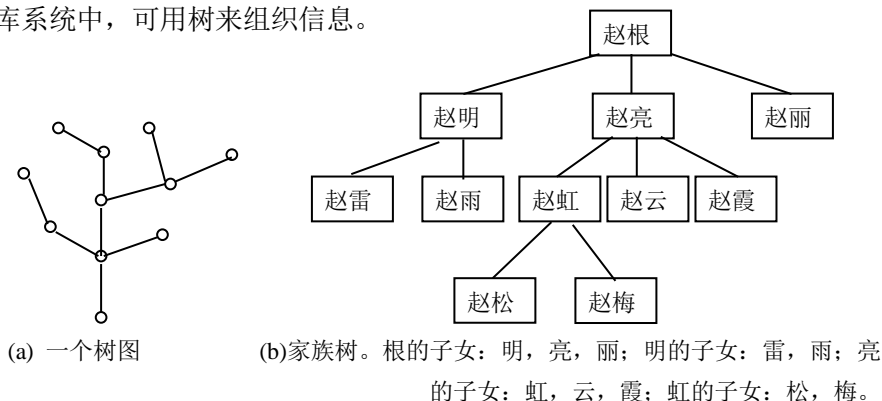 库系统中，可用树来组织信息。
赵根
赵明
赵亮
赵丽
赵雷
赵雨
赵虹
赵云
赵霞
赵松
赵梅
(a) 一个树图
(b)家族树。根的子女：明，亮，丽；明的子女：雷，雨；亮
的子女：虹，云，霞；虹的子女：松，梅。